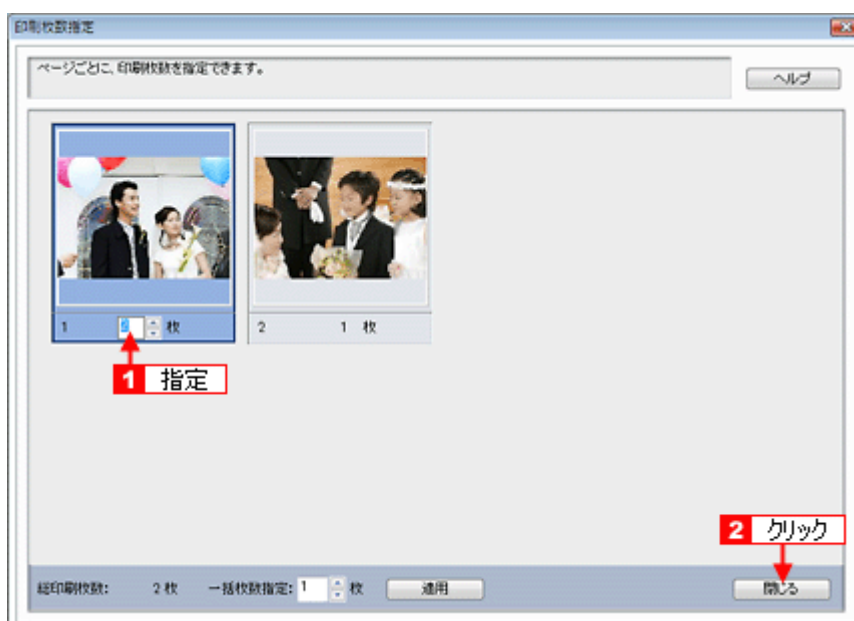 印刷枚数指定
ページごとに、印刷枚数を指定できます。
ヘルプ
1 枚
2 1 枚
1 指定
2 クリック
総印刷枚数: 2 枚 一括枚数指定: 1 枚 適用 閉じる